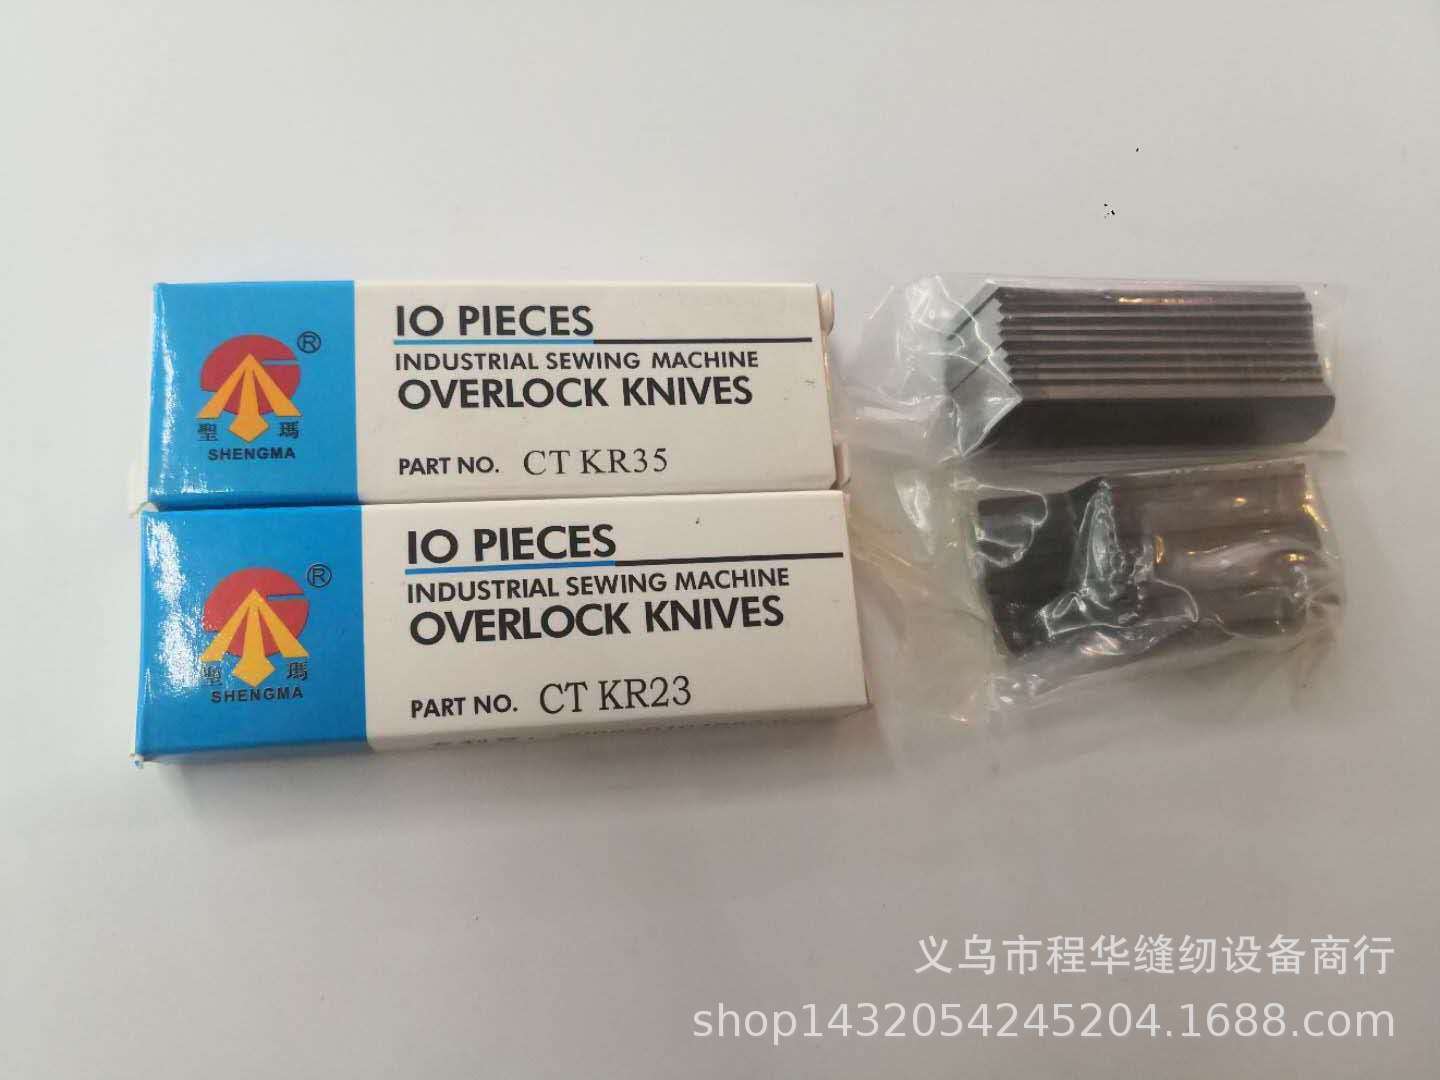 10 PIECES
INDUSTRIAL SEWING MACHINE
OVERLOCK KNIVES
PART NO. CT KR35
®
聖 瑪
SHENGMA
10 PIECES
INDUSTRIAL SEWING MACHINE
OVERLOCK KNIVES
PART NO. CT KR23
®
聖 瑪
SHENGMA
义乌市程华缝纫设备商行
shop1432054245204.1688.com